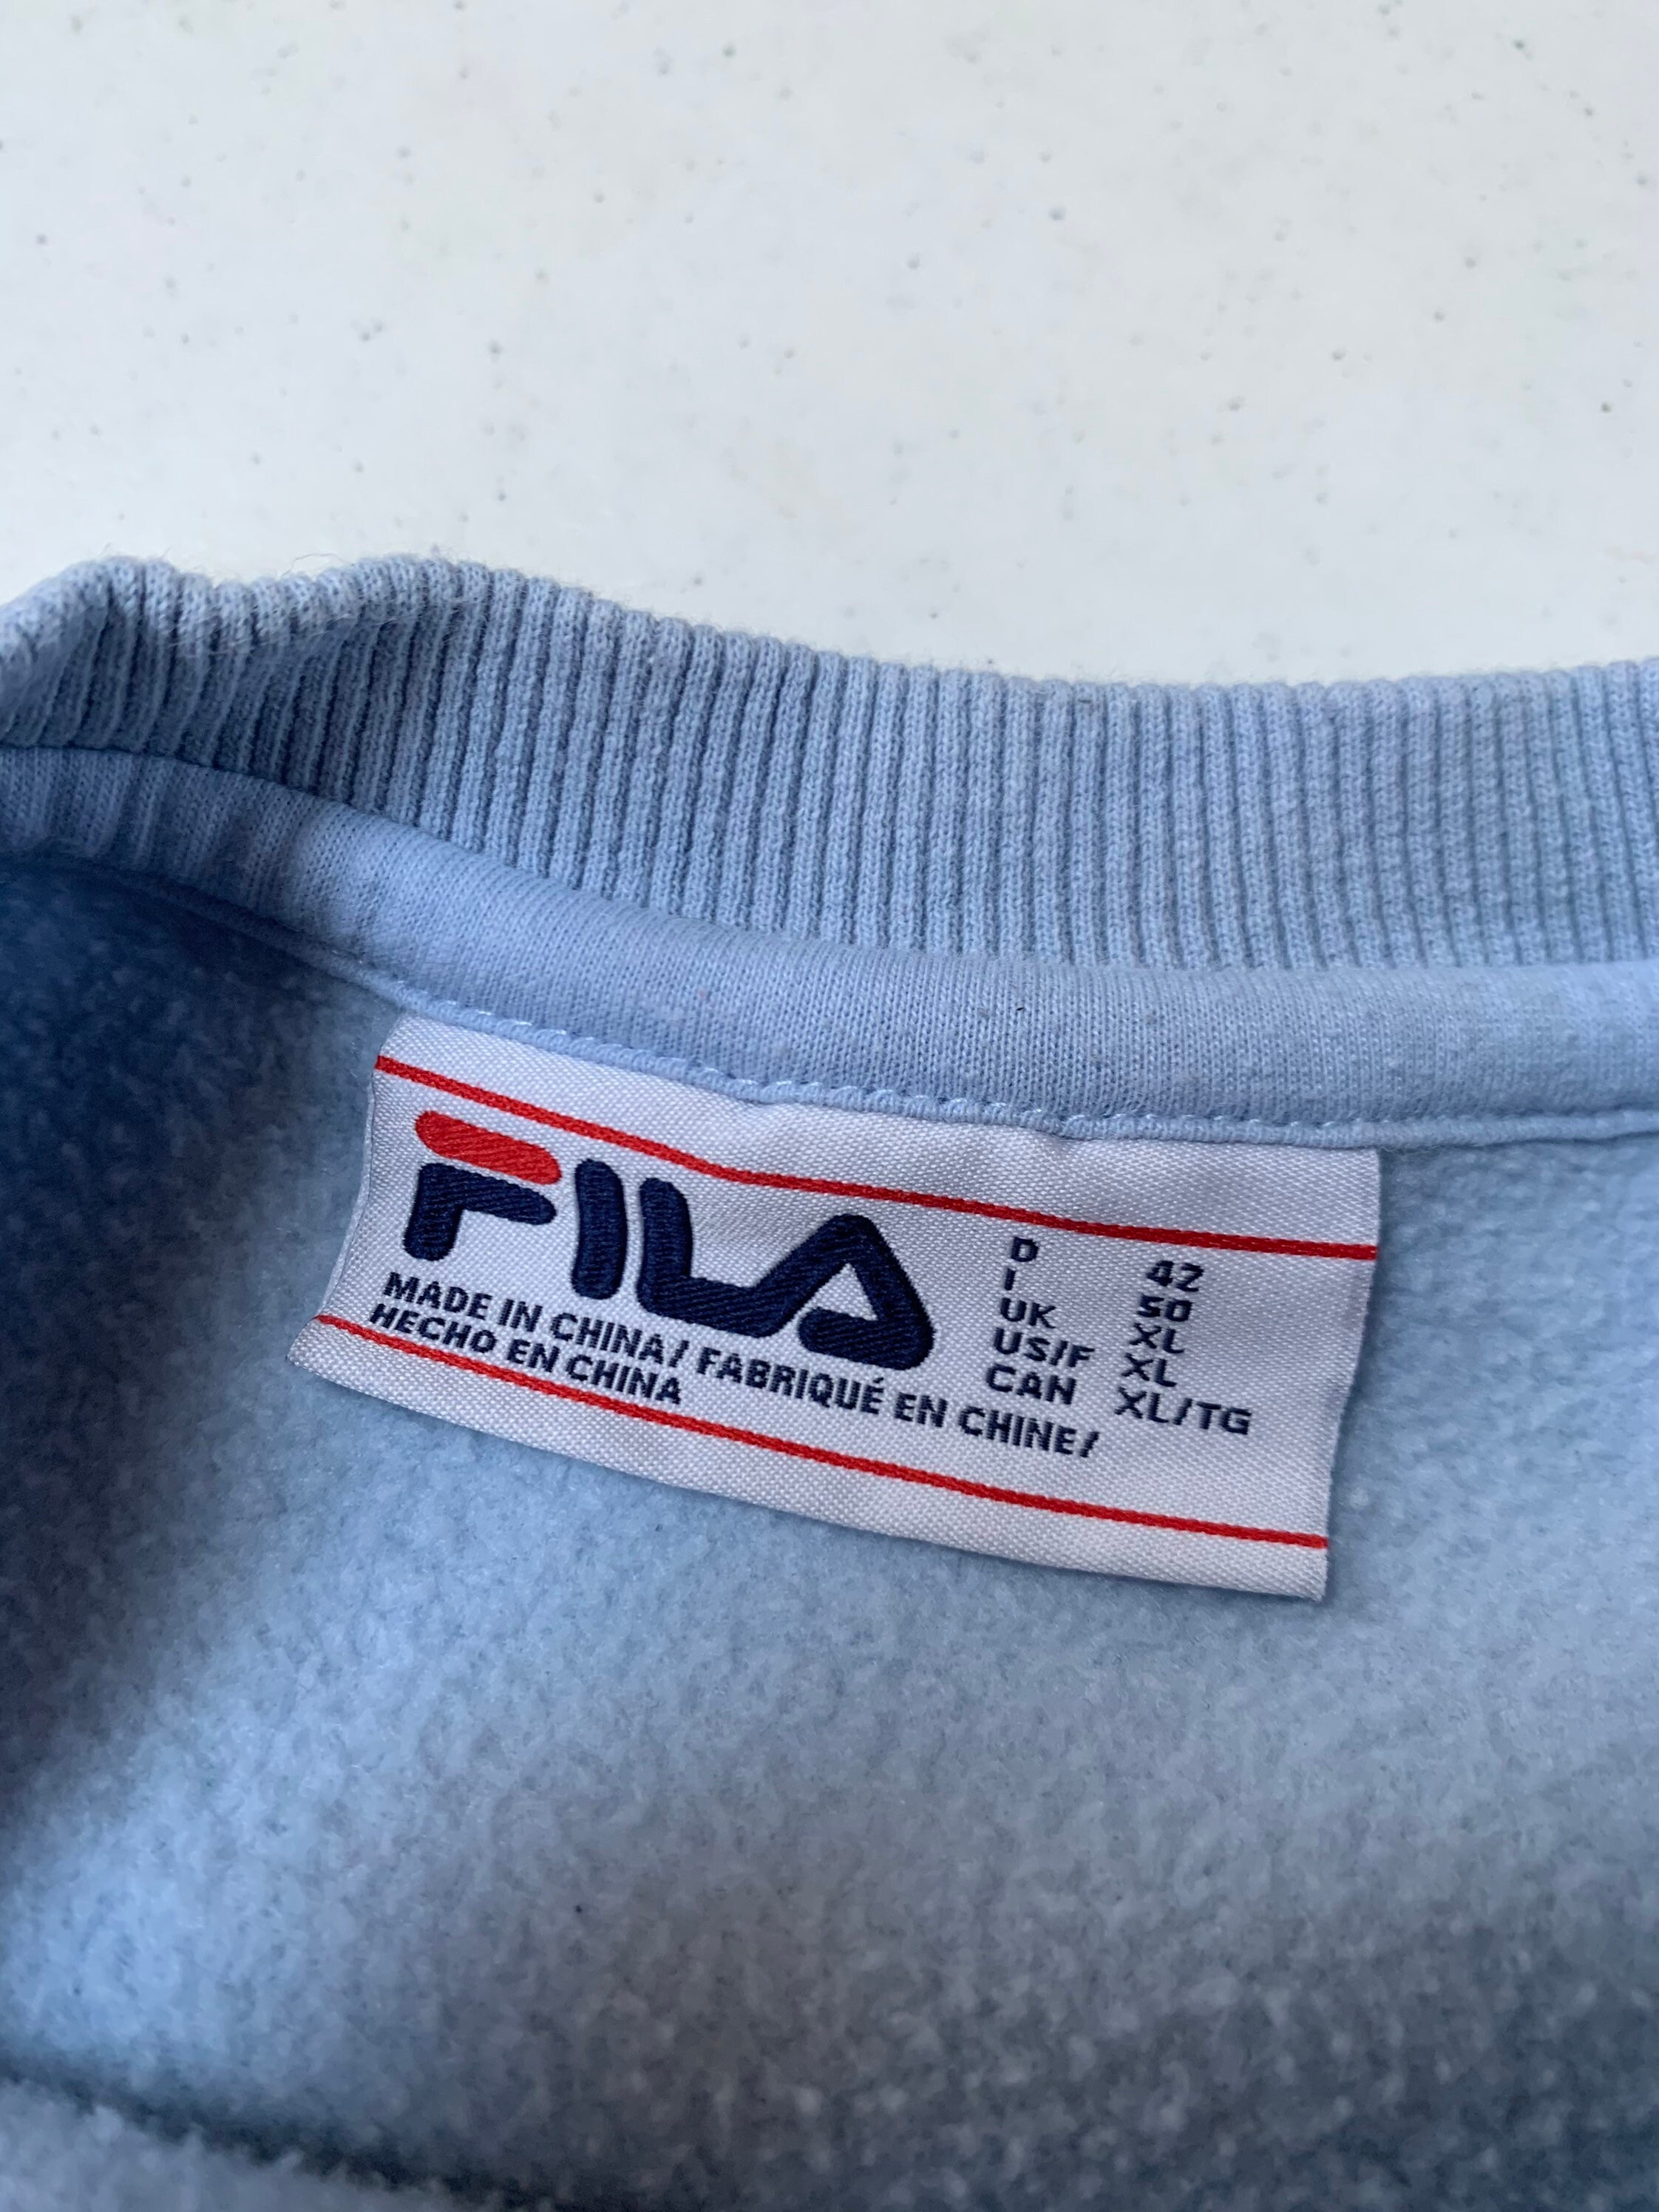 FILA
MADE IN CHINA/ FABRIQUÉ EN CHINE/
HECHO EN CHINA
D 42
I 50
UK XL
US/F XL
CAN XL/TG